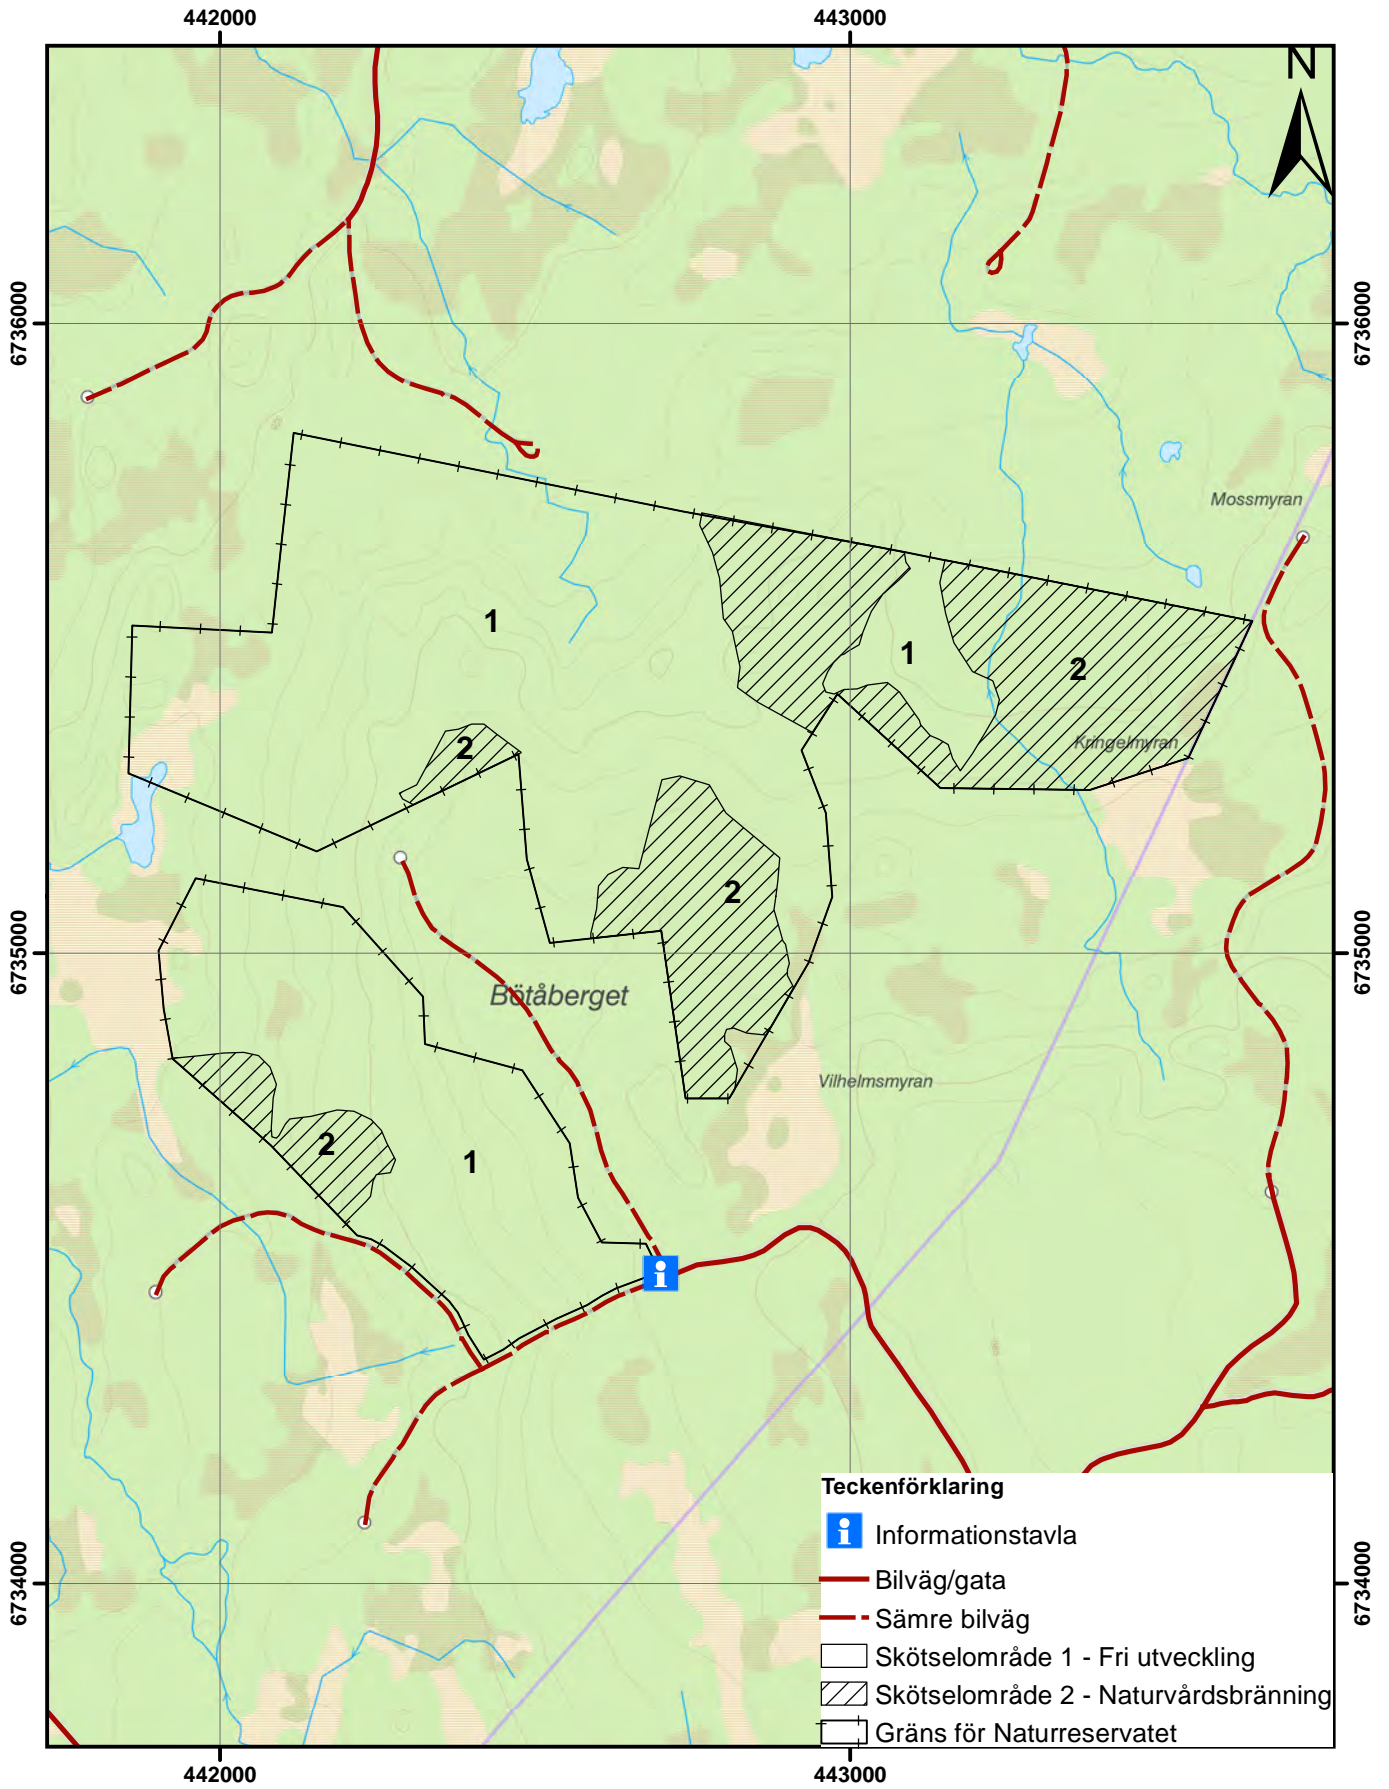 442000
443000
N
6736000
6736000
Mossmyran
1
1
2
2
Kringelmyran
2
6735000
6735000
Bötåberget
Vilhelmsmyran
2
1
i
Teckenförklaring
i Informationstavla
Bilväg/gata
Sämre bilväg
Skötselområde 1 - Fri utveckling
Skötselområde 2 - Naturvårdsbränning
Gräns för Naturreservatet
6734000
6734000
442000
443000